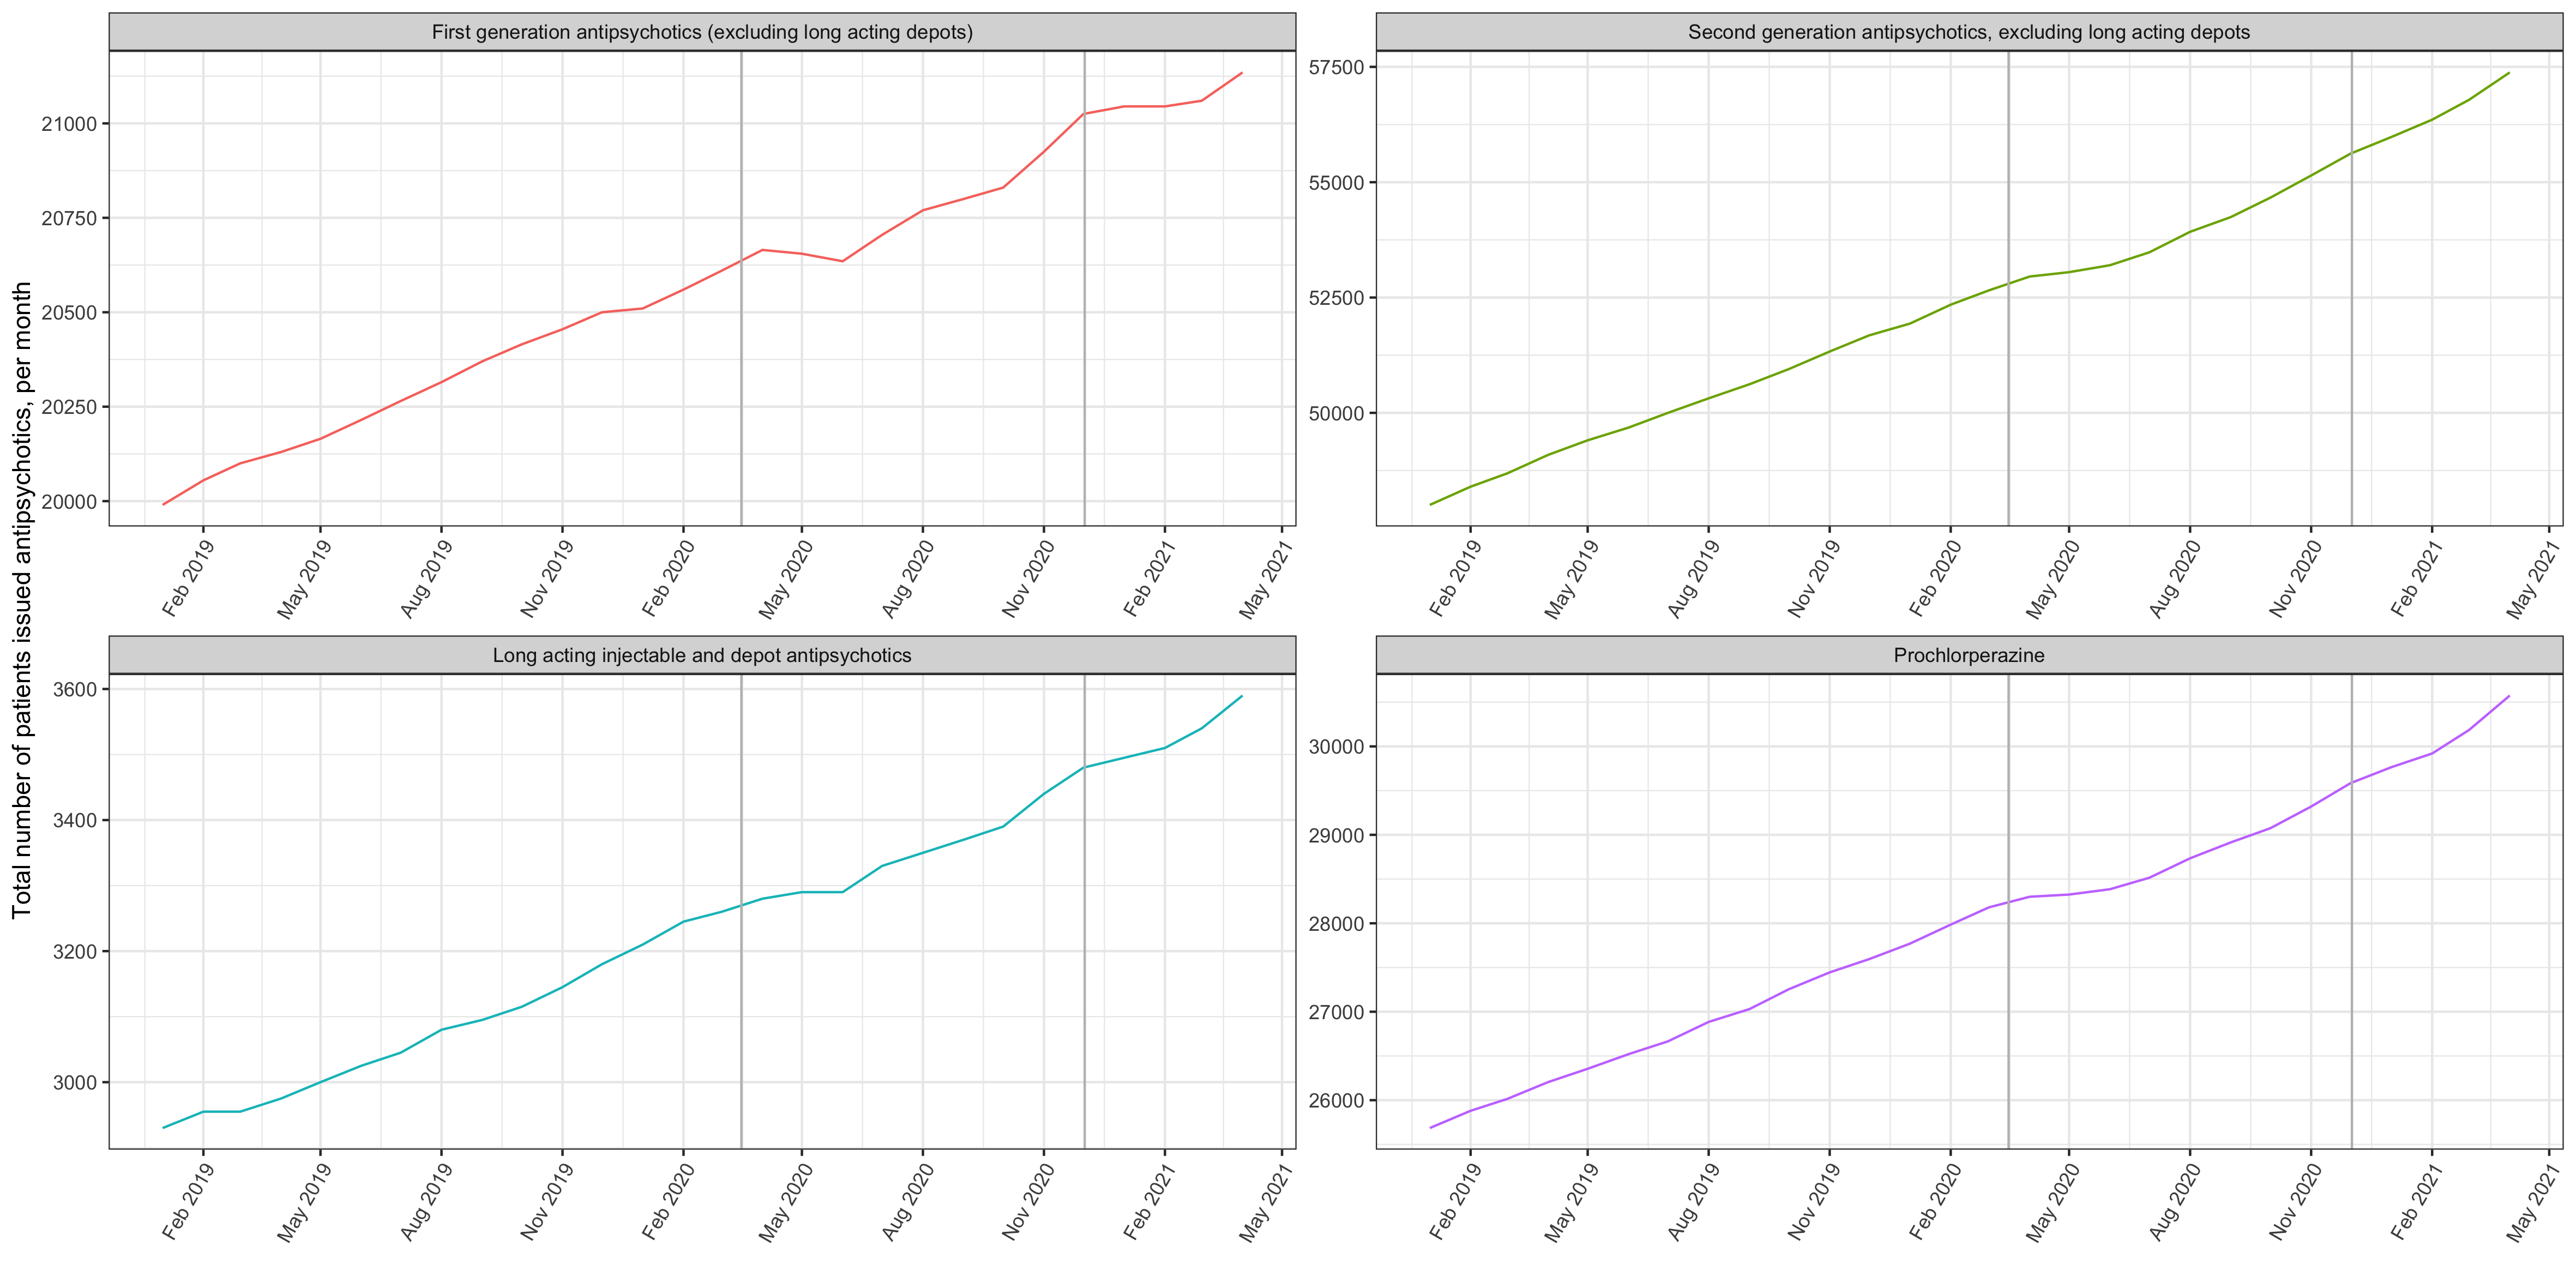 Total number of patients issued antipsychotics, per month
First generation antipsychotics (excluding long acting depots)
21000
20750
20500
20250
20000
Feb 2019
May 2019
Aug 2019
Nov 2019
Feb 2020
May 2020
Aug 2020
Nov 2020
Feb 2021
May 2021
Second generation antipsychotics, excluding long acting depots
57500
55000
52500
50000
Feb 2019
May 2019
Aug 2019
Nov 2019
Feb 2020
May 2020
Aug 2020
Nov 2020
Feb 2021
May 2021
Long acting injectable and depot antipsychotics
3600
3400
3200
3000
Feb 2019
May 2019
Aug 2019
Nov 2019
Feb 2020
May 2020
Aug 2020
Nov 2020
Feb 2021
May 2021
Prochlorperazine
30000
29000
28000
27000
26000
Feb 2019
May 2019
Aug 2019
Nov 2019
Feb 2020
May 2020
Aug 2020
Nov 2020
Feb 2021
May 2021